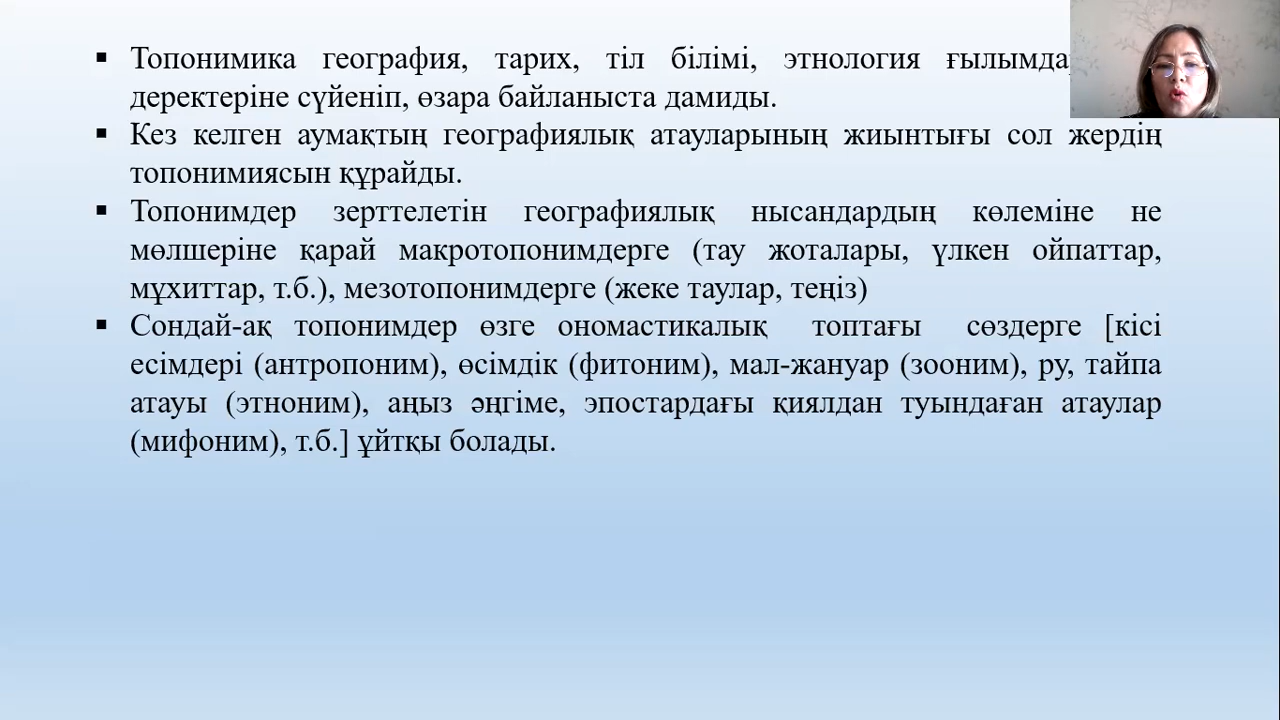 ▪ Топонимика география, тарих, тіл білімі, этнология
деректеріне сүйеніп, өзара байланыста дамиды.
▪ Кез келген аумақтың географиялық атауларының жиынтығы сол жердің
топонимиясын құрайды.
▪ Топонимдер зерттелетін географиялық нысандардың көлеміне не
мөлшеріне қарай макротопонимдерге (тау жоталары, үлкен ойпаттар,
мұхиттар, т.б.), мезотопонимдерге (жеке таулар, теңіз)
▪ Сондай-ақ топонимдер өзге ономастикалық топтағы сөздерге [кісі
есімдері (антропоним), өсімдік (фитоним), мал-жануар (зооним), ру, тайпа
атауы (этноним), аңыз әңгіме, эпостардағы қиялдан туындаған атаулар
(мифоним), т.б.] ұйтқы болады.